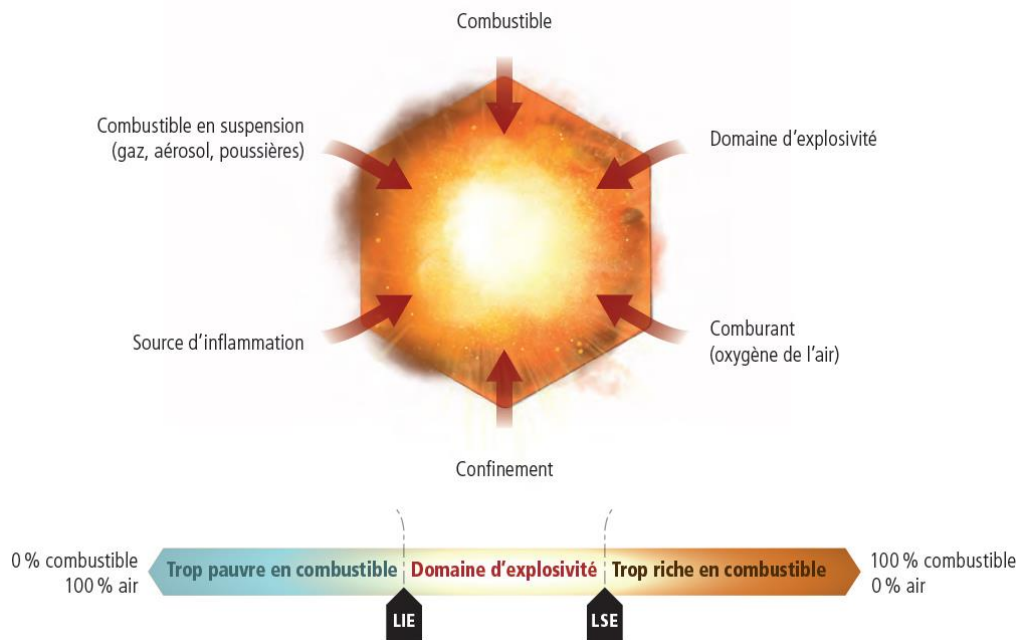 Combustible
Combustible en suspension
(gaz, aérosol, poussières)
Domaine d’explosivité
Source d’inflammation
Comburant
(oxygène de l’air)
Confinement
0 % combustible
100 % air
Trop pauvre en combustible
Domaine d’explosivité
Trop riche en combustible
100 % combustible
0 % air
LIE
LSE